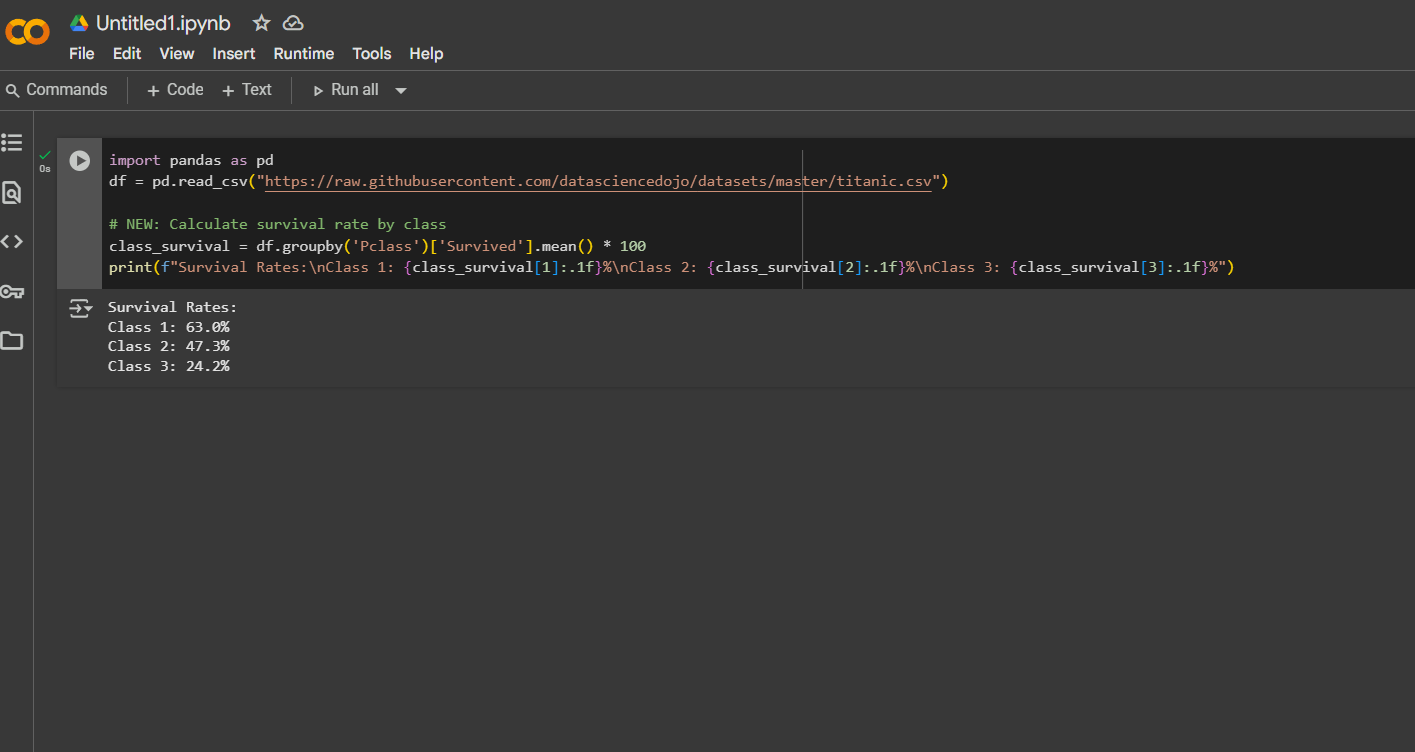 Untitled1.ipynb
File Edit View Insert Runtime Tools Help
Commands + Code + Text Run all
0s
import pandas as pd
df = pd.read_csv("https://raw.githubusercontent.com/datasciencedojo/datasets/master/titanic.csv")
# NEW: Calculate survival rate by class
class_survival = df.groupby('Pclass')['Survived'].mean() * 100
print(f"Survival Rates:\nClass 1: {class_survival[1]:.1f}%\nClass 2: {class_survival[2]:.1f}%\nClass 3: {class_survival[3]:.1f}%")
Survival Rates:
Class 1: 63.0%
Class 2: 47.3%
Class 3: 24.2%